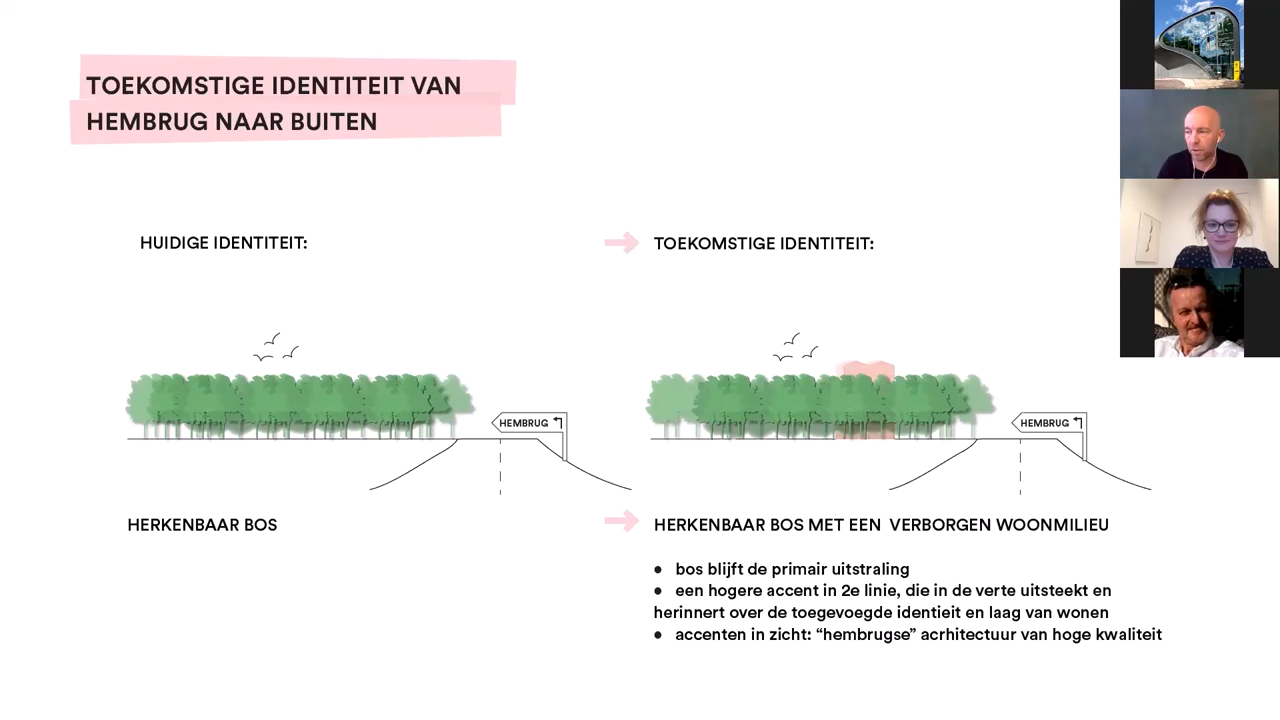 TOEKOMSTIGE IDENTITEIT VAN
HEMBRUG NAAR BUITEN
HUIDIGE IDENTITEIT:
TOEKOMSTIGE IDENTITEIT:
HEMBRUG
HEMBRUG
HERKENBAAR BOS
HERKENBAAR BOS MET EEN VERBORGEN WOONMILIEU
• bos blijft de primair uitstraling
• een hogere accent in 2e linie, die in de verte uitsteekt en
herinnert over de toegevoegde identieit en laag van wonen
• accenten in zicht: “hembrugse” acrhitectuur van hoge kwaliteit